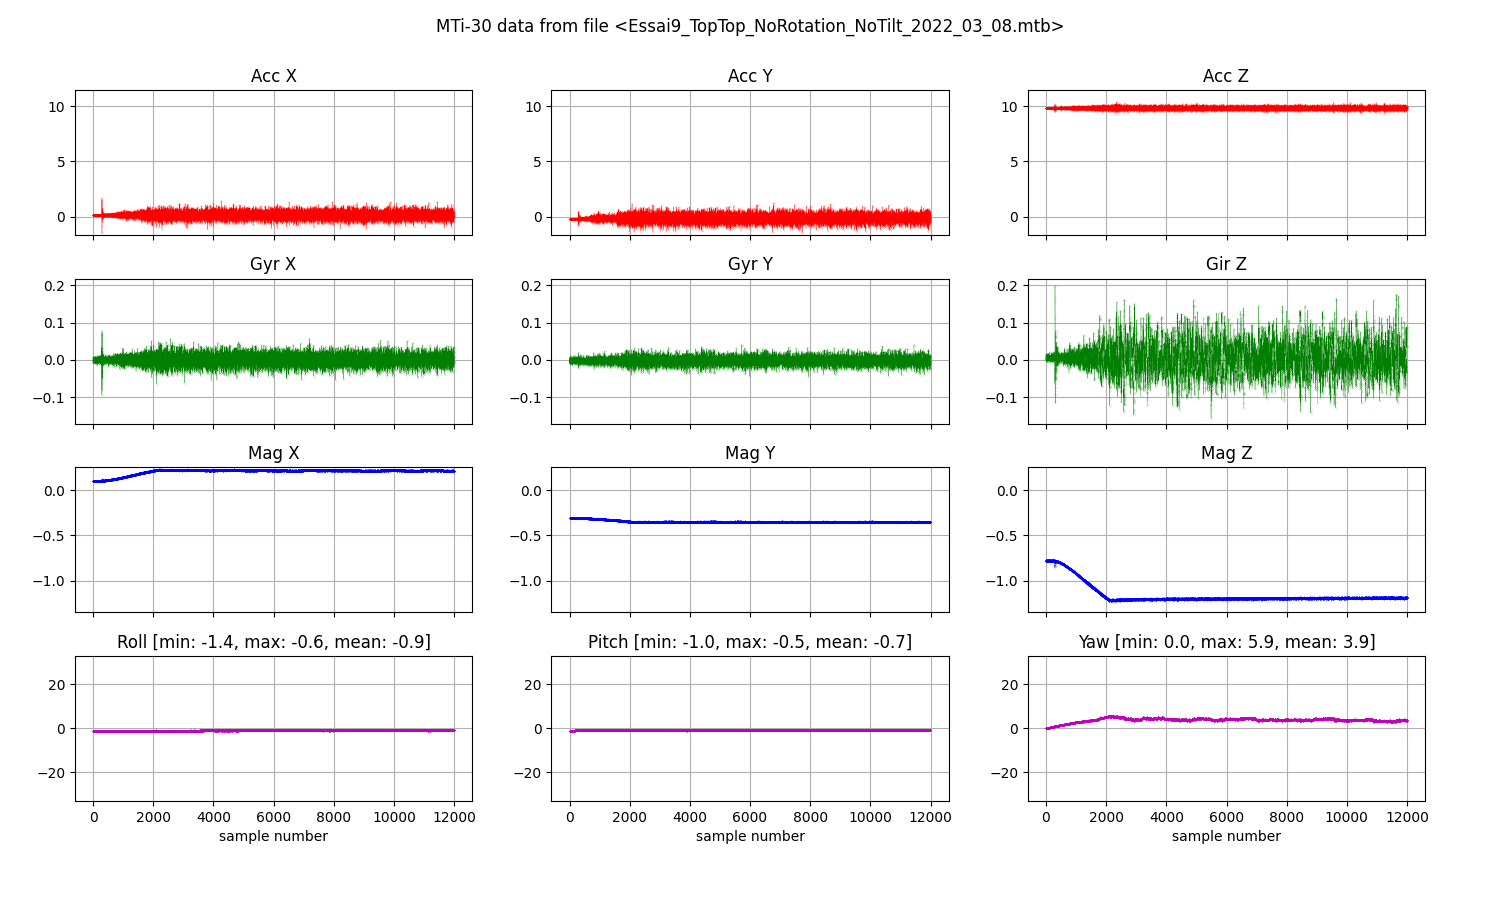 MTi-30 data from file <Essai9_TopTop_NoRotation_NoTilt_2022_03_08.mtb>
Acc X
Acc Y
Acc Z
10
5
0
10
5
0
10
5
0
Gyr X
Gyr Y
Gir Z
0.2
0.1
0.0
−0.1
0.2
0.1
0.0
−0.1
0.2
0.1
0.0
−0.1
Mag X
Mag Y
Mag Z
0.0
−0.5
−1.0
0.0
−0.5
−1.0
0.0
−0.5
−1.0
Roll [min: -1.4, max: -0.6, mean: -0.9]
Pitch [min: -1.0, max: -0.5, mean: -0.7]
Yaw [min: 0.0, max: 5.9, mean: 3.9]
20
0
−20
20
0
−20
20
0
−20
0 2000 4000 6000 8000 10000 12000
0 2000 4000 6000 8000 10000 12000
0 2000 4000 6000 8000 10000 12000
sample number
sample number
sample number